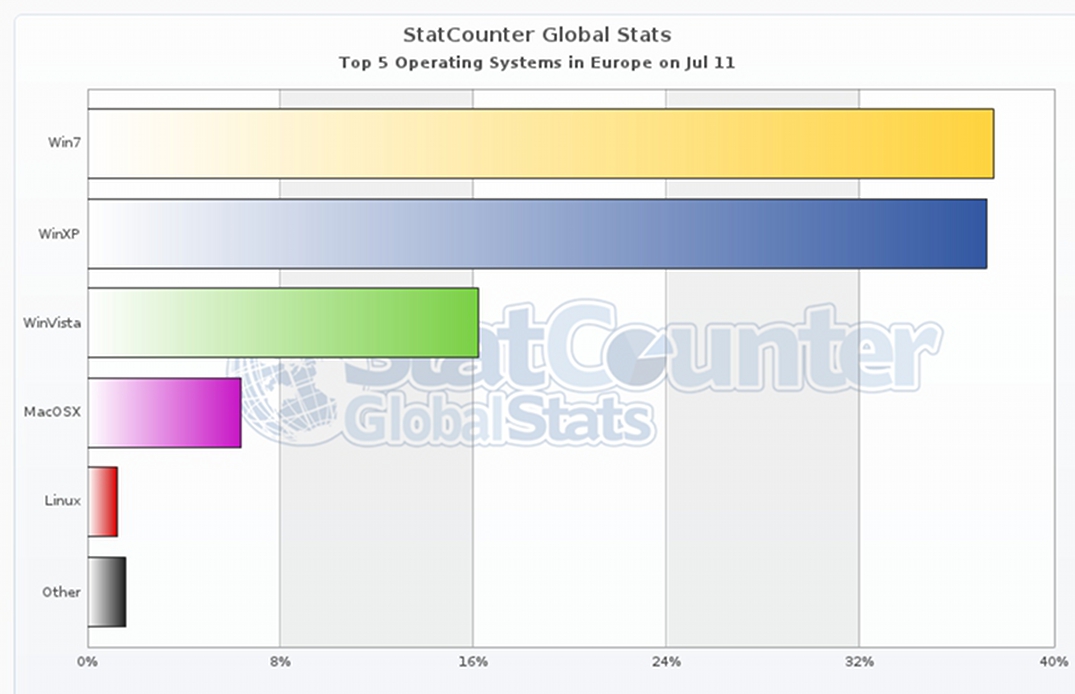 StatCounter Global Stats
Top 5 Operating Systems in Europe on Jul 11
Win7
WinXP
WinVista
StatCounter
MacOSX
GlobalStats
Linux
Other
0% 8% 16% 24% 32% 40%